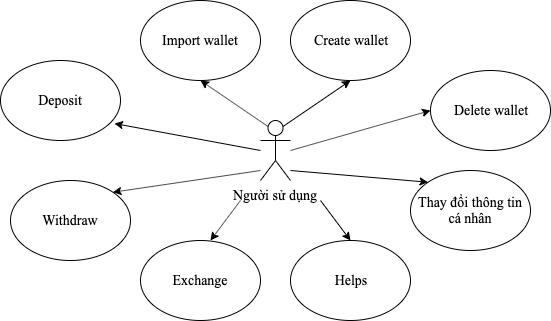 Import wallet
Create wallet
Deposit
Delete wallet
Người sử dụng
Thay đổi thông tin
cá nhân
Withdraw
Exchange
Helps